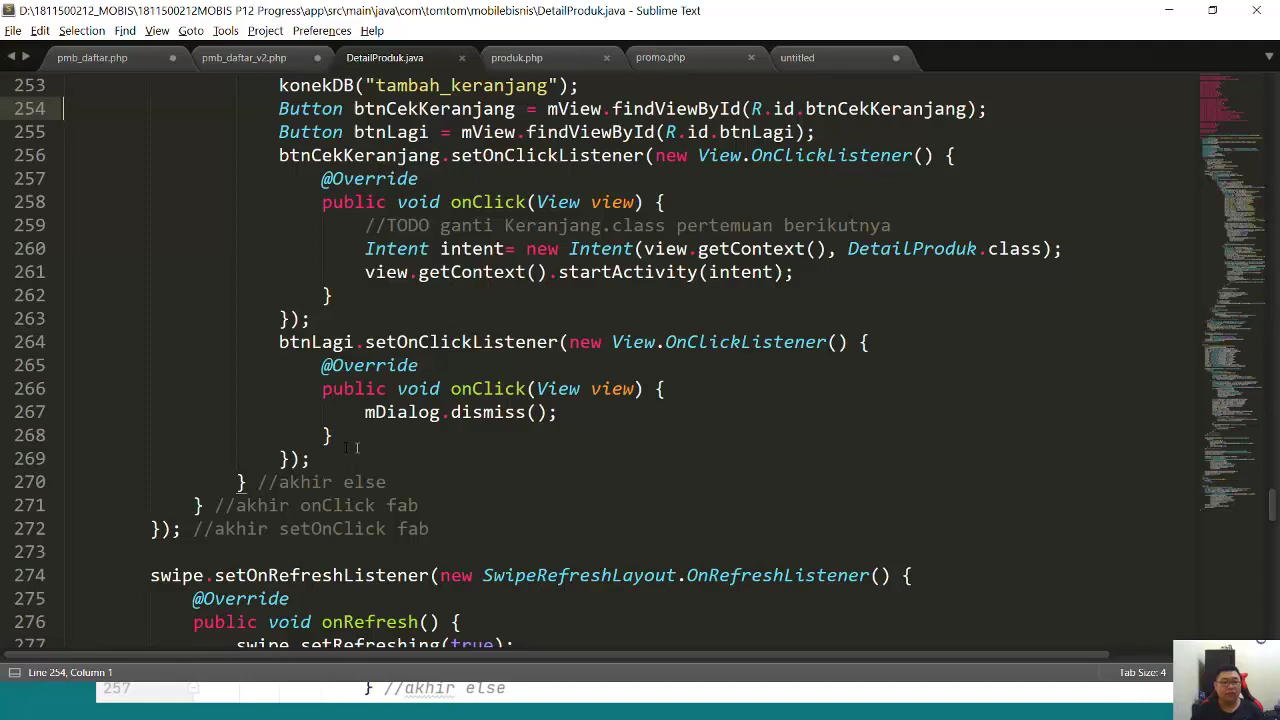 D:\1811500212_MOBIS\1811500212MOBIS P12 Progress\app\src\main\java\com\tomtom\mobilebisnis\DetailProduk.java - Sublime Text
File Edit Selection Find View Goto Tools Project Preferences Help
pmb_daftar.php pmb_daftar_v2.php DetailProduk.java produk.php promo.php untitled
253 konekDB("tambah_keranjang");
254 Button btnCekKeranjang = mView.findViewById(R.id.btnCekKeranjang);
255 Button btnLagi = mView.findViewById(R.id.btnLagi);
256 btnCekKeranjang.setOnClickListener(new View.OnClickListener() {
257 @Override
258 public void onClick(View view) {
259 //TODO ganti Keranjang.class pertemuan berikutnya
260 Intent intent= new Intent(view.getContext(), DetailProduk.class);
261 view.getContext().startActivity(intent);
262 }
263 });
264 btnLagi.setOnClickListener(new View.OnClickListener() {
265 @Override
266 public void onClick(View view) {
267 mDialog.dismiss();
268 }
269 });
270 } //akhir else
271 } //akhir onClick fab
272 }); //akhir setOnClick fab
273
274 swipe.setOnRefreshListener(new SwipeRefreshLayout.OnRefreshListener() {
275 @Override
276 public void onRefresh() {
277 swipe.setRefreshing(true);
Line 254, Column 1 Tab Size: 4
257 } //akhir else